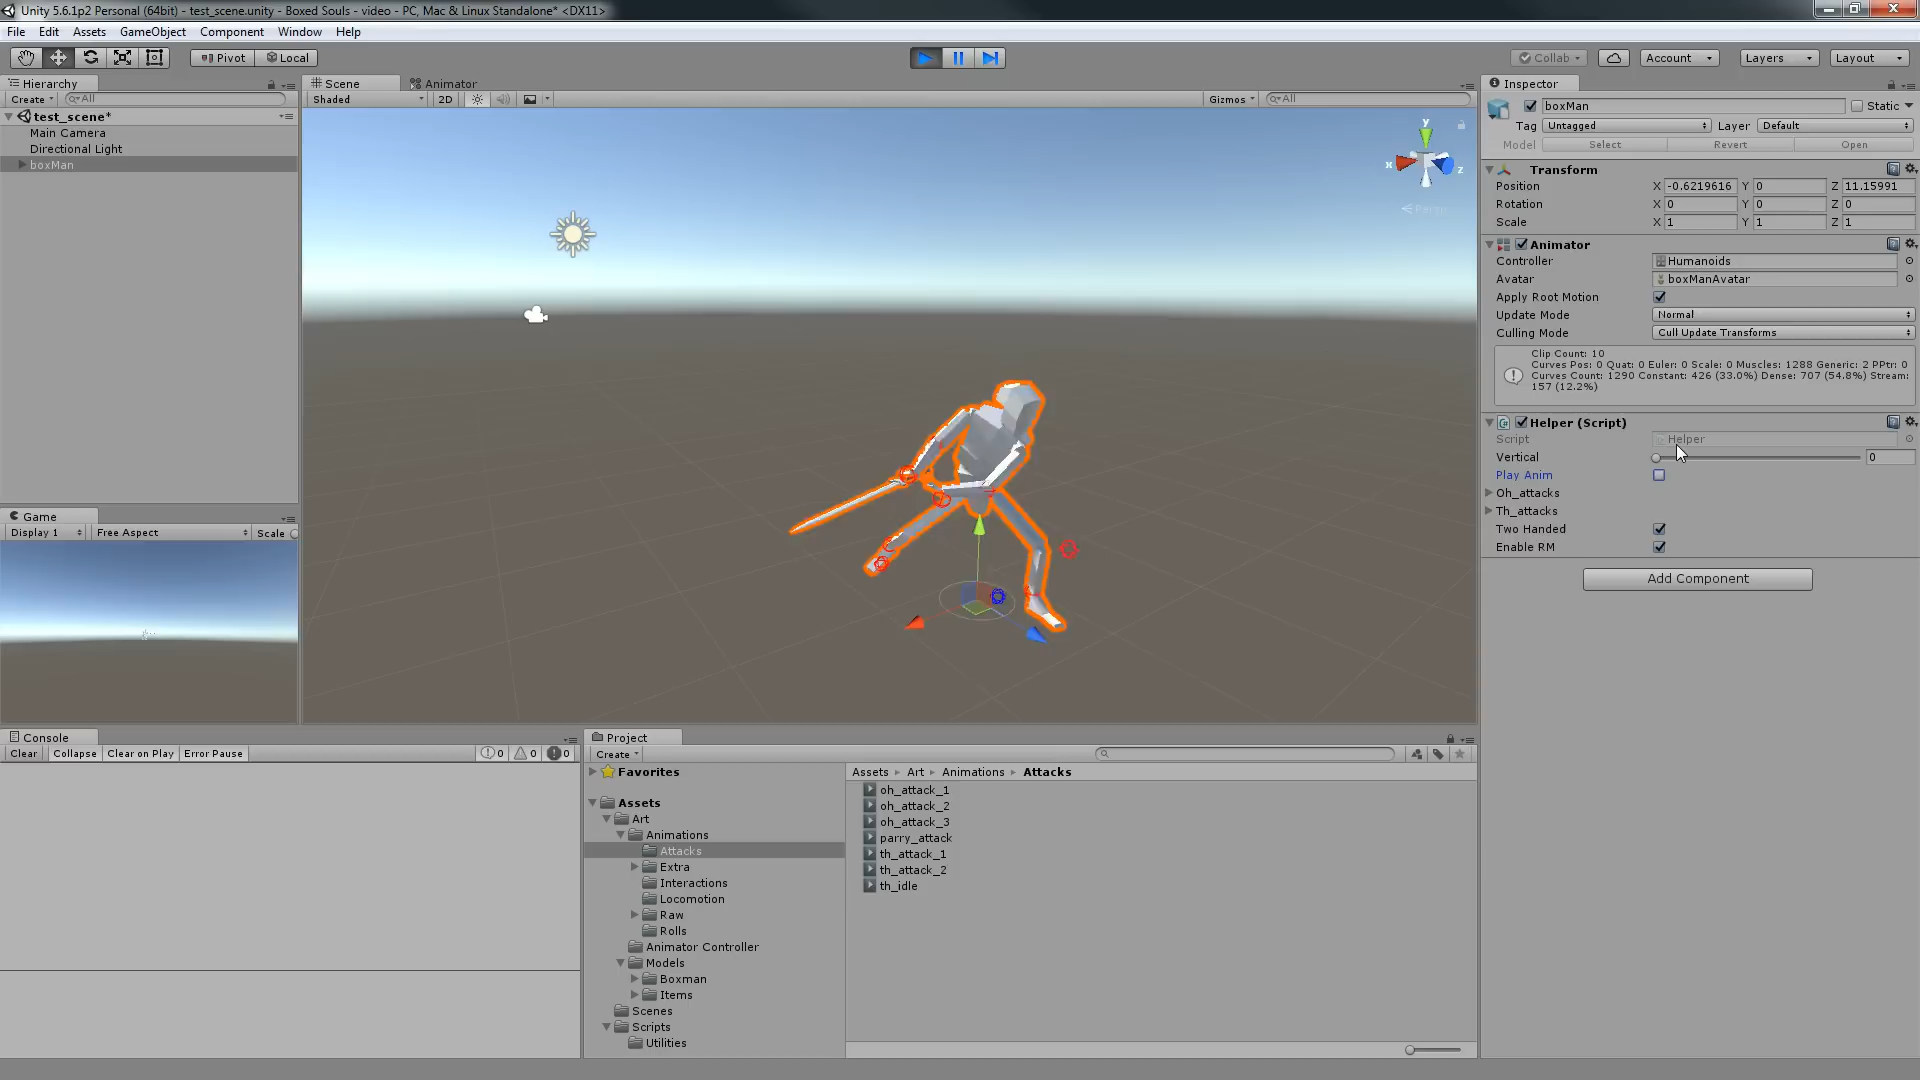 Unity 5.6.1p2 Personal (64bit) - test_scene.unity - Boxed Souls - video - PC, Mac & Linux Standalone* <DX11>
File Edit Assets GameObject Component Window Help
Pivot Local Collab Account Layers Layout
Hierarchy
Create All
test_scene*
Main Camera
Directional Light
boxMan
Scene Animator
Shaded 2D Gizmos All
y
x z
Persp
Game
Display 1 Free Aspect Scale
Inspector
boxMan Static
Tag Untagged Layer Default
Model Select Revert Open
Transform
Position X -0.6219616 Y 0 Z 11.15991
Rotation X 0 Y 0 Z 0
Scale X 1 Y 1 Z 1
Animator
Controller Humanoids
Avatar boxManAvatar
Apply Root Motion
Update Mode Normal
Culling Mode Cull Update Transforms
Clip Count: 10
Curves Pos: 0 Quat: 0 Euler: 0 Scale: 0 Muscles: 1288 Generic: 2 PPtr: 0
Curves Count: 1290 Constant: 426 (33.0%) Dense: 707 (54.8%) Stream:
157 (12.2%)
Helper (Script)
Script Helper
Vertical 0
Play Anim
Oh_attacks
Th_attacks
Two Handed
Enable RM
Add Component
Console
Clear Collapse Clear on Play Error Pause 0 0 0
Project
Create
Favorites
Assets
Art
Animations
Attacks
Extra
Interactions
Locomotion
Raw
Rolls
Animator Controller
Models
Boxman
Items
Scenes
Scripts
Utilities
Assets Art Animations Attacks
oh_attack_1
oh_attack_2
oh_attack_3
parry_attack
th_attack_1
th_attack_2
th_idle